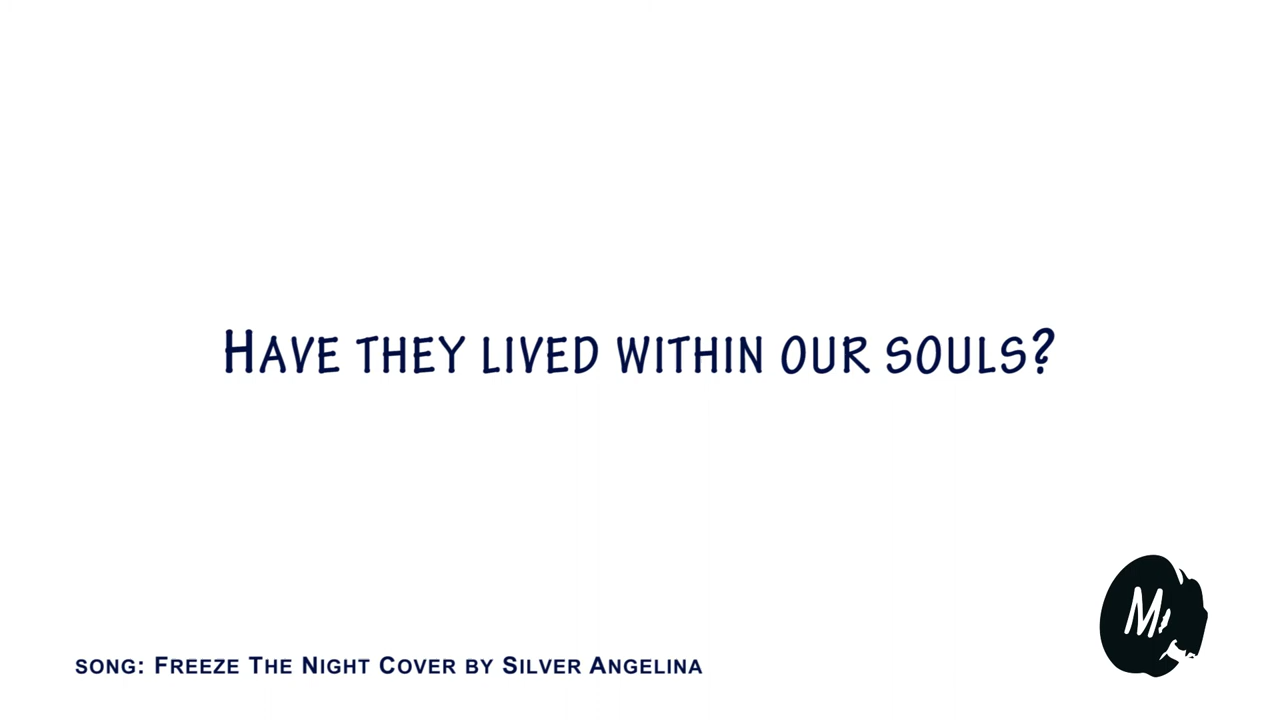 Have they lived within our souls?
M
song: Freeze The Night Cover by Silver Angelina